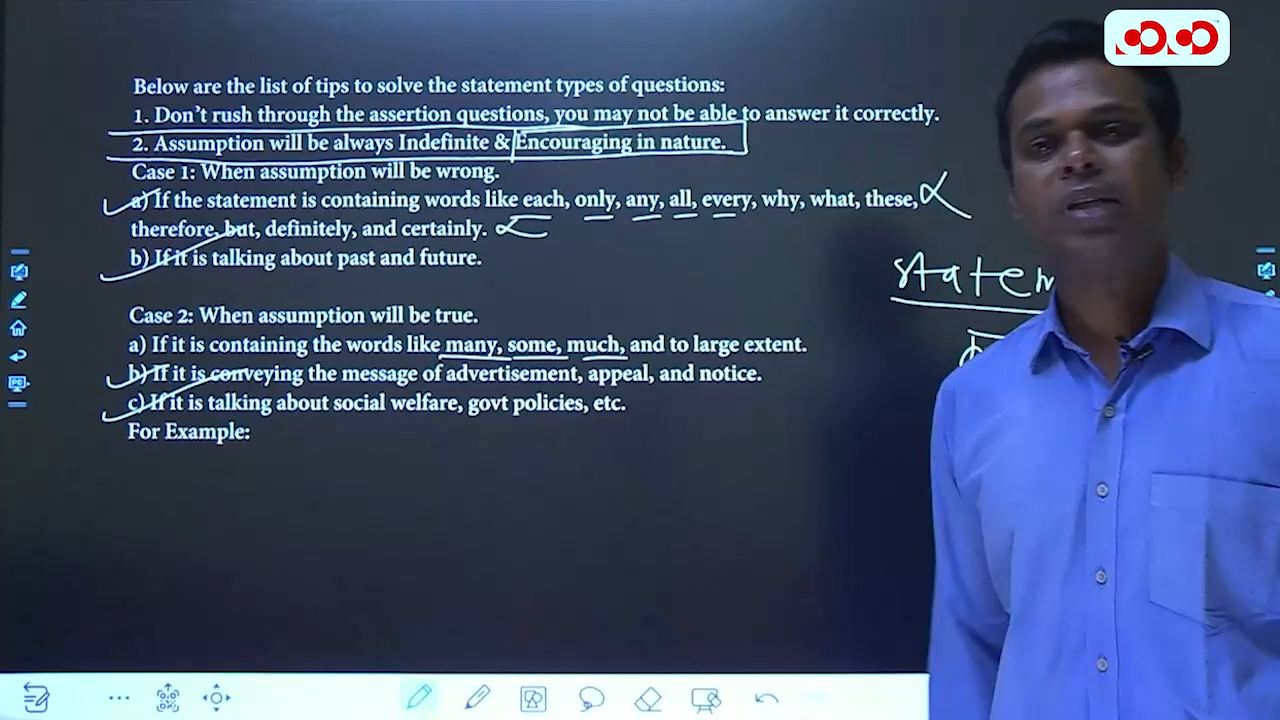 Below are the list of tips to solve the statement types of questions:
1. Don't rush through the assertion questions, you may not be able to answer it correctly.
2. Assumption will be always Indefinite & Encouraging in nature.
Case 1: When assumption will be wrong.
a) If the statement is containing words like each, only, any, all, every, why, what, these,
therefore, but, definitely, and certainly.
b) If it is talking about past and future.
Case 2: When assumption will be true.
a) If it is containing the words like many, some, much, and to large extent.
b) If it is conveying the message of advertisement, appeal, and notice.
c) If it is talking about social welfare, govt policies, etc.
For Example: